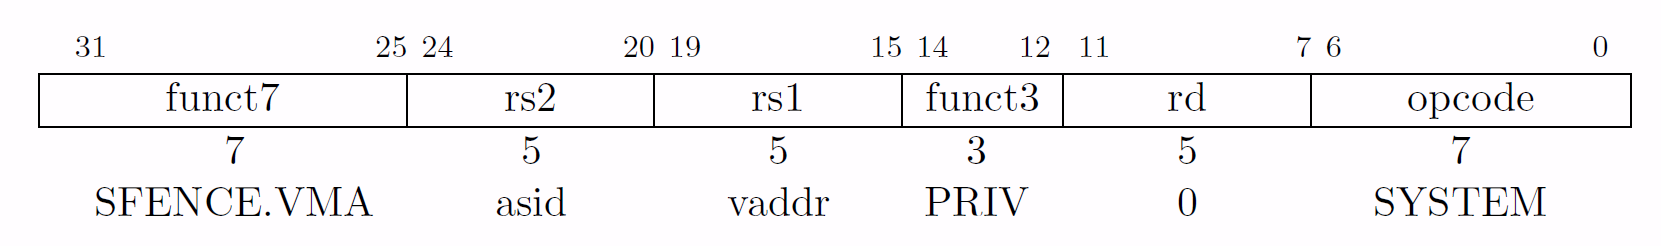 31 25 24 20 19 15 14 12 11 7 6 0
funct7 rs2 rs1 funct3 rd opcode
7 5 5 3 5 7
SFENCE.VMA asid vaddr PRIV 0 SYSTEM